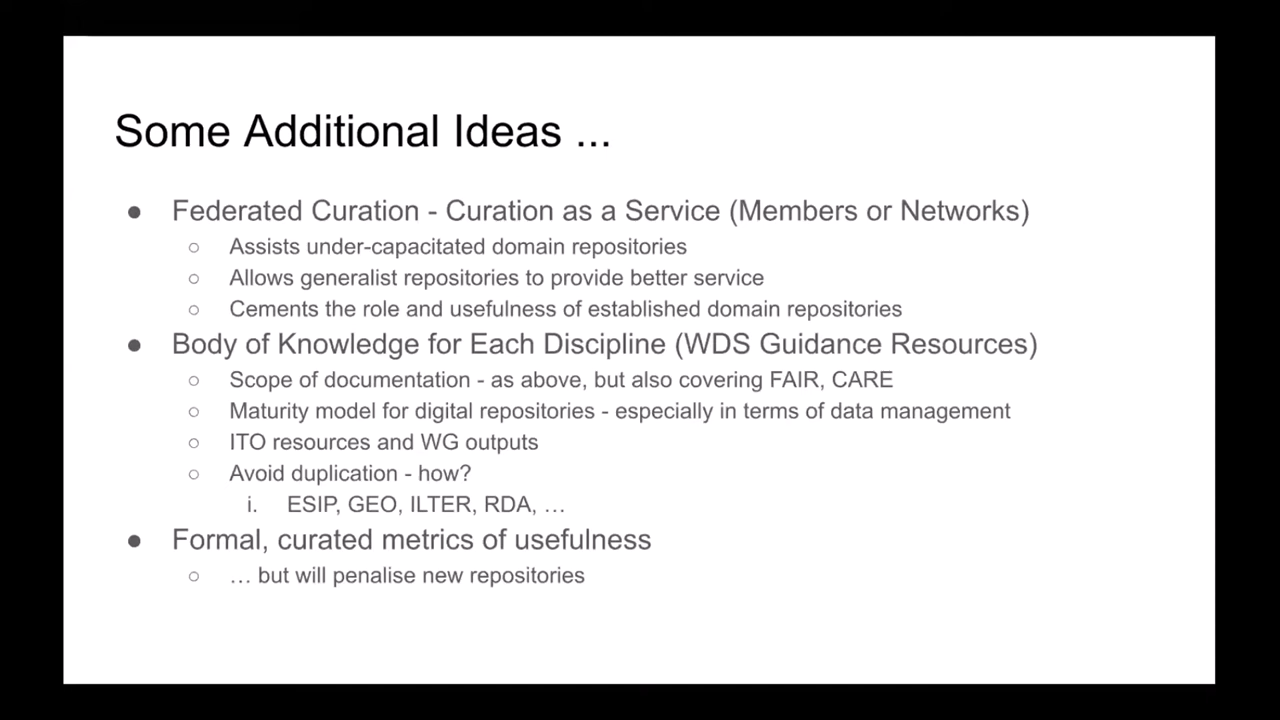 Some Additional Ideas ...
● Federated Curation - Curation as a Service (Members or Networks)
○ Assists under-capacitated domain repositories
○ Allows generalist repositories to provide better service
○ Cements the role and usefulness of established domain repositories
● Body of Knowledge for Each Discipline (WDS Guidance Resources)
○ Scope of documentation - as above, but also covering FAIR, CARE
○ Maturity model for digital repositories - especially in terms of data management
○ ITO resources and WG outputs
○ Avoid duplication - how?
i. ESIP, GEO, ILTER, RDA, …
● Formal, curated metrics of usefulness
○ … but will penalise new repositories